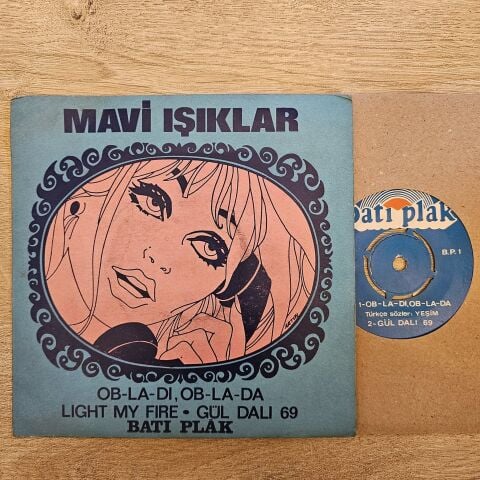 MAVİ IŞIKLAR
OB-LA-DI, OB-LA-DA
LIGHT MY FIRE • GÜL DALI 69
BATI PLÂK
batı plak
B.P. 1
1-OB-LA-DI, OB-LA-DA
Türkçe sözler: YEŞİM
2-GÜL DALI 69